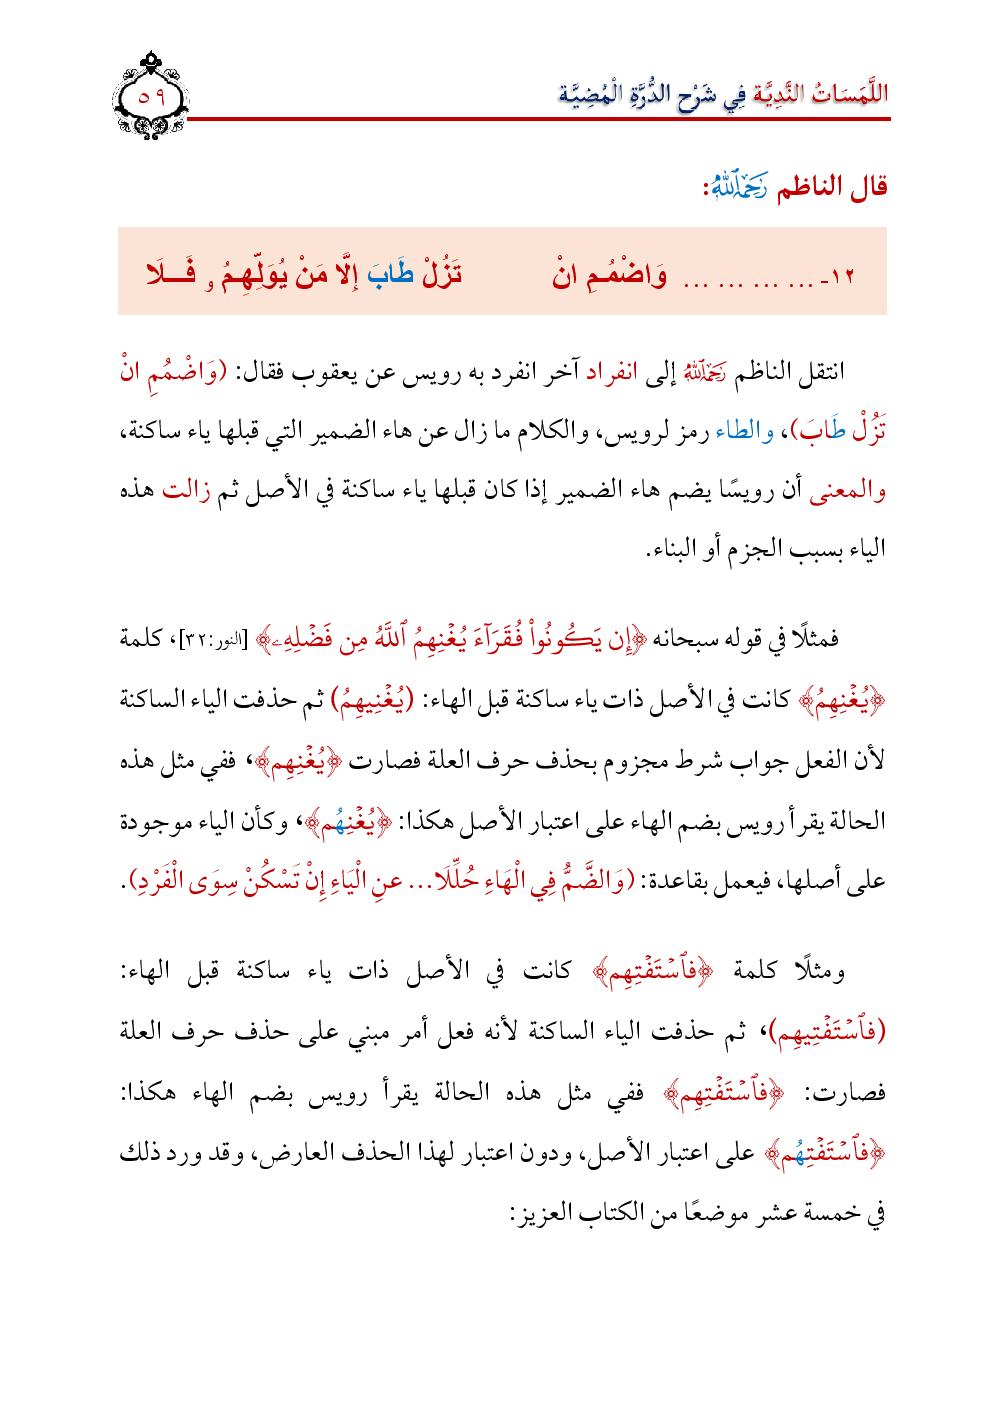 اللَّمَسَاتُ النَّدِيَّة فِي شَرْحِ الدُّرَّةِ الْمُضِيَّة
٥٩
قال الناظم رَحِمَهُ ٱللَّهُ:
١٢- ... ... ... ... وَاضْمُمِ انْ تَزُلْ طَابَ إِلَّا مَنْ يُوَلِّهِمُ و فَـــلَا
انتقل الناظم رَحِمَهُ ٱللَّهُ إلى انفراد آخر انفرد به رويس عن يعقوب فقال: (وَاضْمُمِ انْ
تَزُلْ طَابَ)، والطاء رمز لرويس، والكلام ما زال عن هاء الضمير التي قبلها ياء ساكنة،
والمعنى أن رويسًا يضم هاء الضمير إذا كان قبلها ياء ساكنة في الأصل ثم زالت هذه
الياء بسبب الجزم أو البناء.
فمثلًا في قوله سبحانه ﴿إِن يَكُونُواْ فُقَرَآءَ يُغْنِهِمُ ٱللَّهُ مِن فَضْلِهِۦ﴾ [النور:٣٢]، كلمة
﴿يُغْنِهِمُ﴾ كانت في الأصل ذات ياء ساكنة قبل الهاء: (يُغْنِيهِمُ) ثم حذفت الياء الساكنة
لأن الفعل جواب شرط مجزوم بحذف حرف العلة فصارت ﴿يُغْنِهِم﴾، ففي مثل هذه
الحالة يقرأ رويس بضم الهاء على اعتبار الأصل هكذا: ﴿يُغْنِهُم﴾، وكأن الياء موجودة
على أصلها، فيعمل بقاعدة: (وَالضَّمُّ فِي الْهَاءِ حُلِّلَا... عنِ الْيَاءِ إِنْ تَسْكُنْ سِوَى الْفَرْدِ).
ومثلًا كلمة ﴿فَٱسْتَفْتِهِم﴾ كانت في الأصل ذات ياء ساكنة قبل الهاء:
(فَٱسْتَفْتِيهِم)، ثم حذفت الياء الساكنة لأنه فعل أمر مبني على حذف حرف العلة
فصارت: ﴿فَٱسْتَفْتِهِم﴾ ففي مثل هذه الحالة يقرأ رويس بضم الهاء هكذا:
﴿فَٱسْتَفْتِهُم﴾ على اعتبار الأصل، ودون اعتبار لهذا الحذف العارض، وقد ورد ذلك
في خمسة عشر موضعًا من الكتاب العزيز: